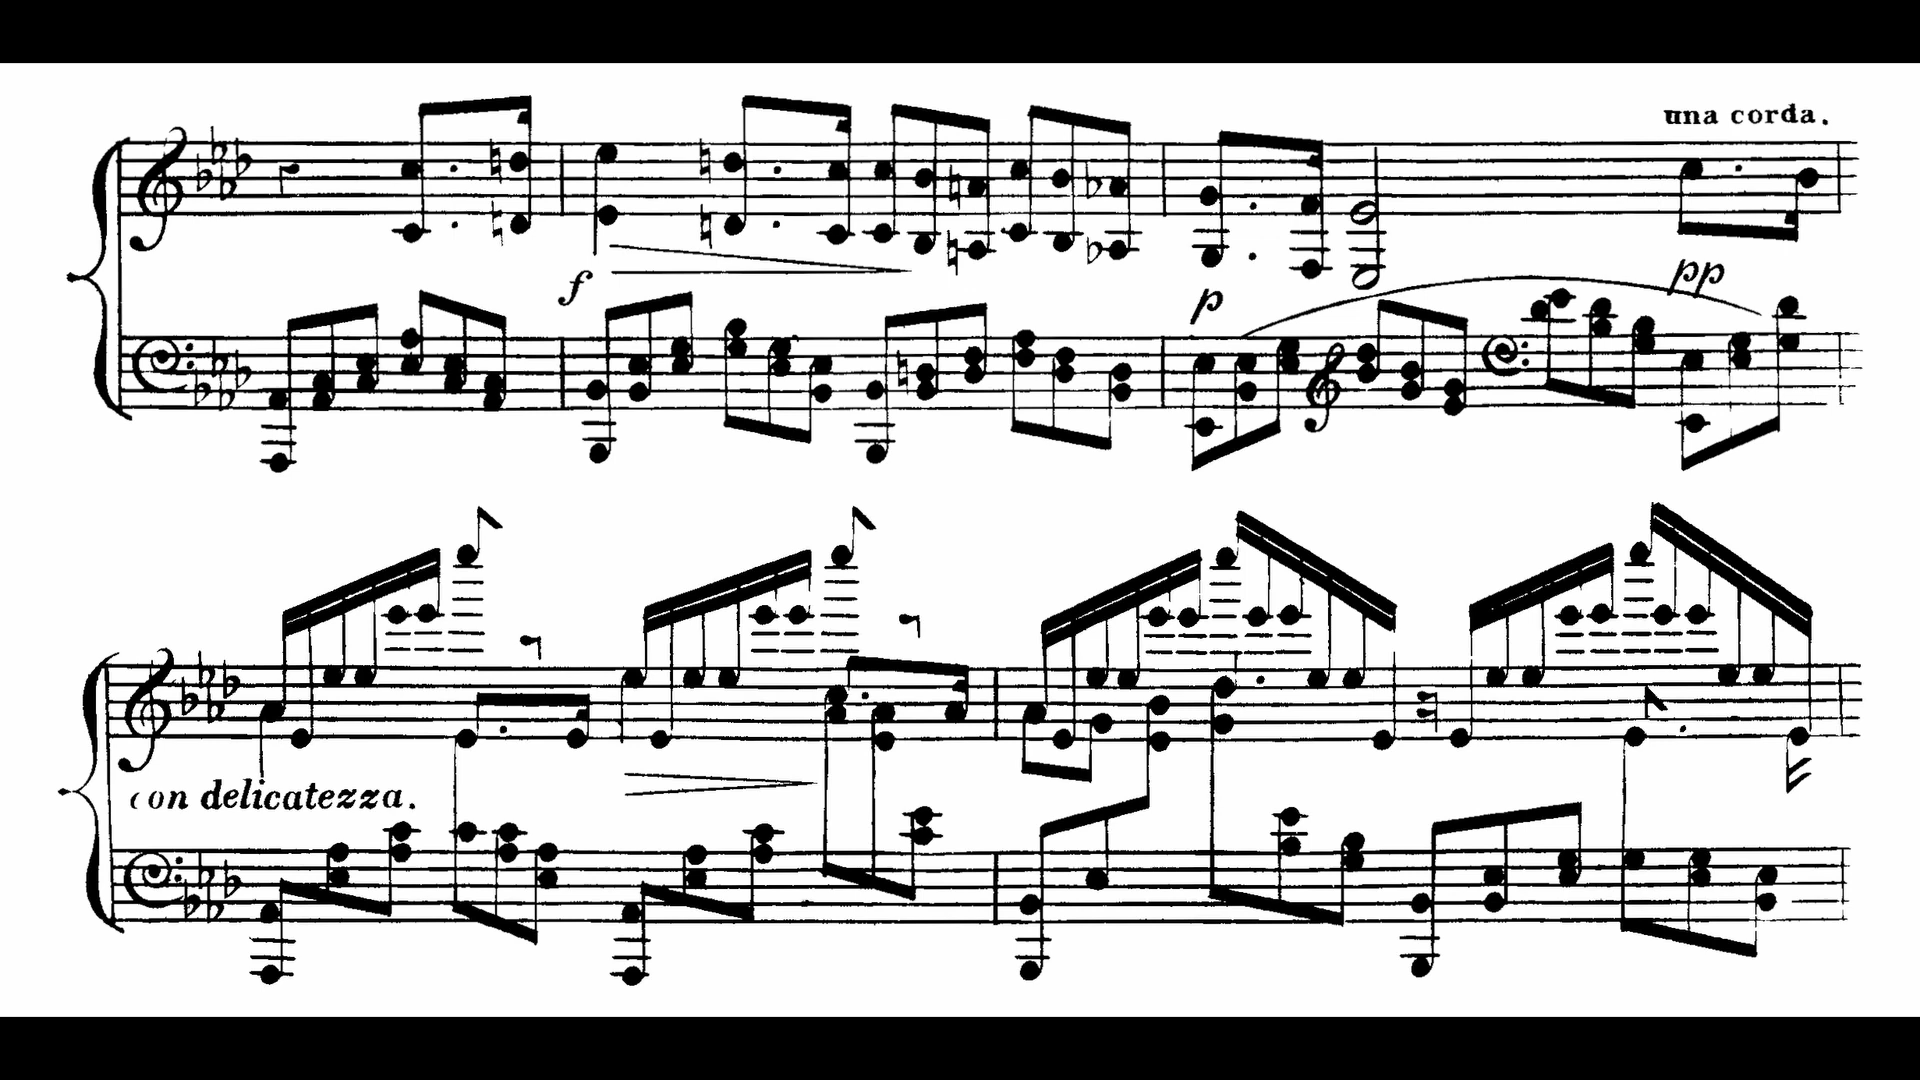 una corda.
f
p
pp
con delicatezza.